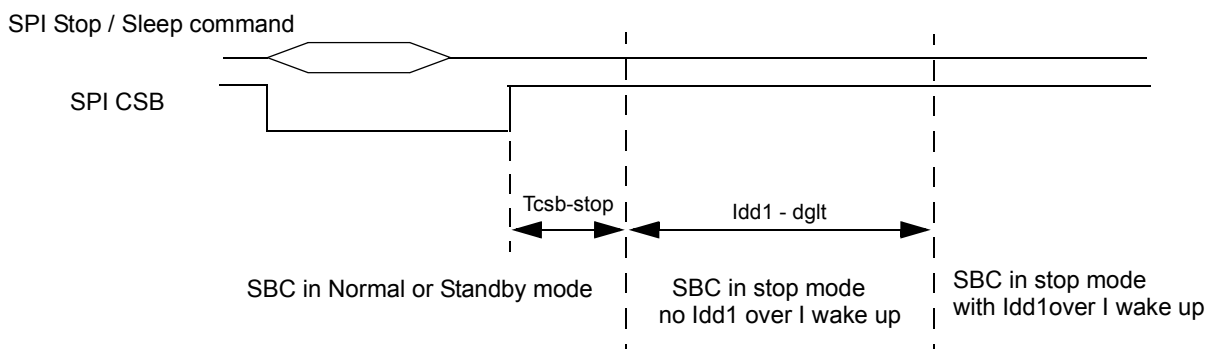 SPI Stop / Sleep command
SPI CSB
Tcsb-stop
Idd1 - dglt
SBC in Normal or Standby mode
SBC in stop mode
no Idd1 over I wake up
SBC in stop mode
with Idd1over I wake up